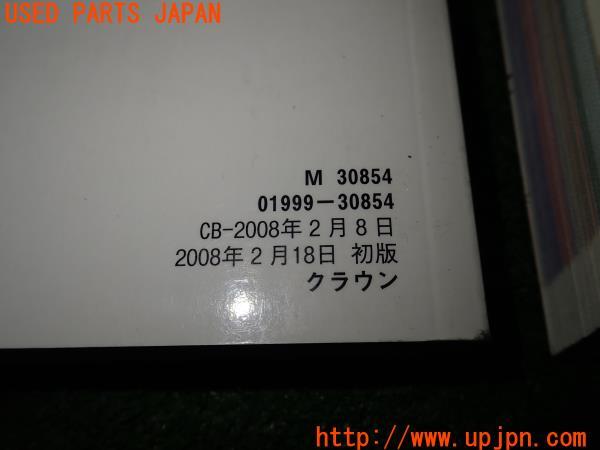 USED PARTS JAPAN
M 30854
01999-30854
CB-2008年2月8日
2008年2月18日 初版
クラウン
http://www.upjpn.com/